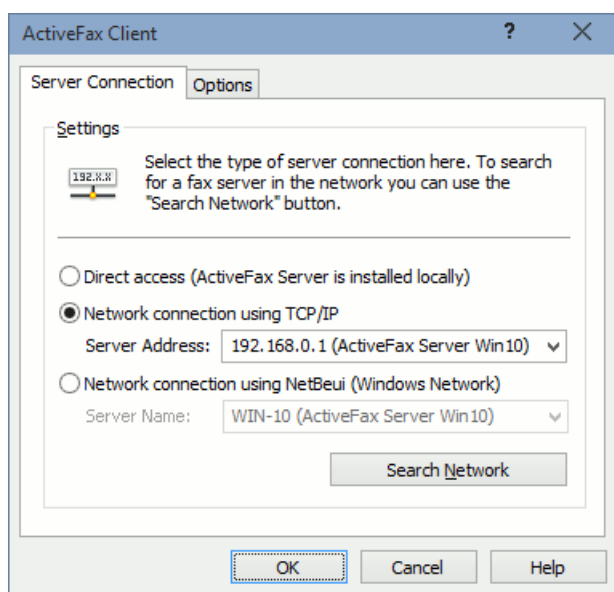 ActiveFax Client ?
Server Connection Options
Settings
192.X.X
Select the type of server connection here. To search
for a fax server in the network you can use the
"Search Network" button.
Direct access (ActiveFax Server is installed locally)
Network connection using TCP/IP
Server Address: 192.168.0.1 (ActiveFax Server Win10)
Network connection using NetBeui (Windows Network)
Server Name: WIN-10 (ActiveFax Server Win10)
Search Network
OK Cancel Help